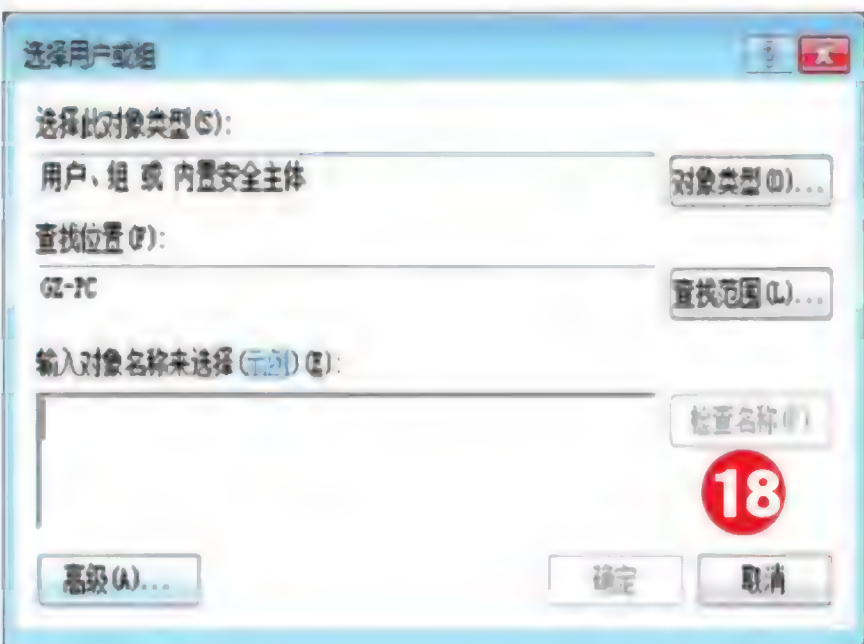 选择用户或组
选择此对象类型(S):
用户、组 或 内置安全主体
对象类型(O)...
查找位置(F):
GZ-PC
查找范围(L)...
输入对象名称来选择(示例)(E):
检查名称(C)
18
高级(A)...
确定
取消